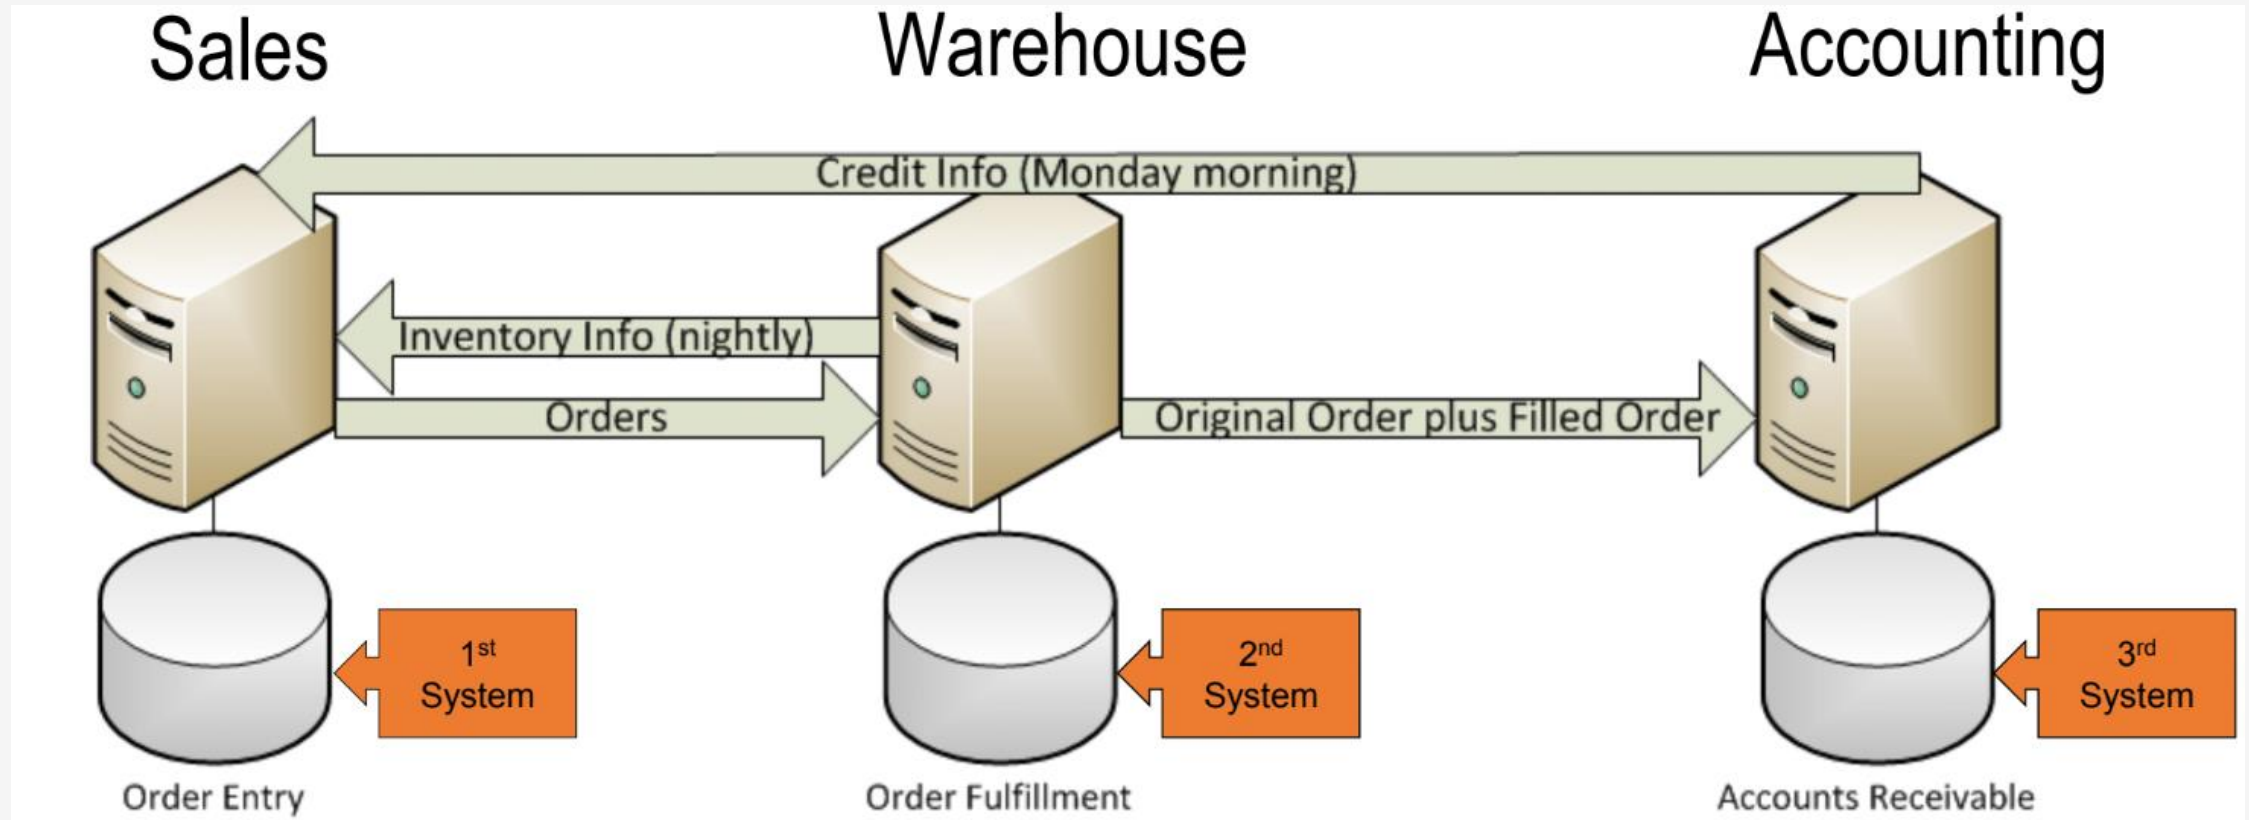 Sales
Warehouse
Accounting
Credit Info (Monday morning)
Inventory Info (nightly)
Orders
Original Order plus Filled Order
1st
System
2nd
System
3rd
System
Order Entry
Order Fulfillment
Accounts Receivable